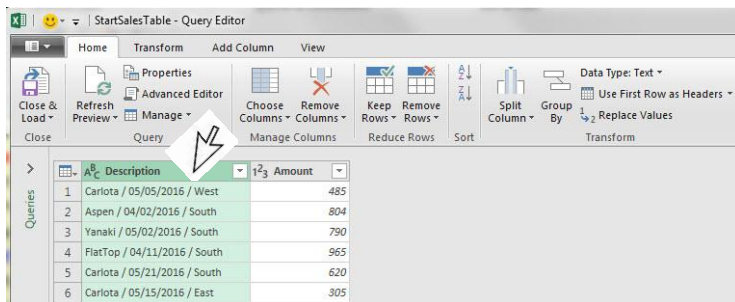 StartSalesTable - Query Editor
Home Transform Add Column View
Properties
Advanced Editor
Manage
Close & Load
Refresh Preview
Choose Columns
Remove Columns
Keep Rows
Remove Rows
Split Column
Group By
Data Type: Text
Use First Row as Headers
Replace Values
Close Query Manage Columns Reduce Rows Sort Transform
Queries
Description Amount
1 Carlota / 05/05/2016 / West 485
2 Aspen / 04/02/2016 / South 804
3 Yanaki / 05/02/2016 / South 790
4 FlatTop / 04/11/2016 / South 965
5 Carlota / 05/21/2016 / South 620
6 Carlota / 05/15/2016 / East 305